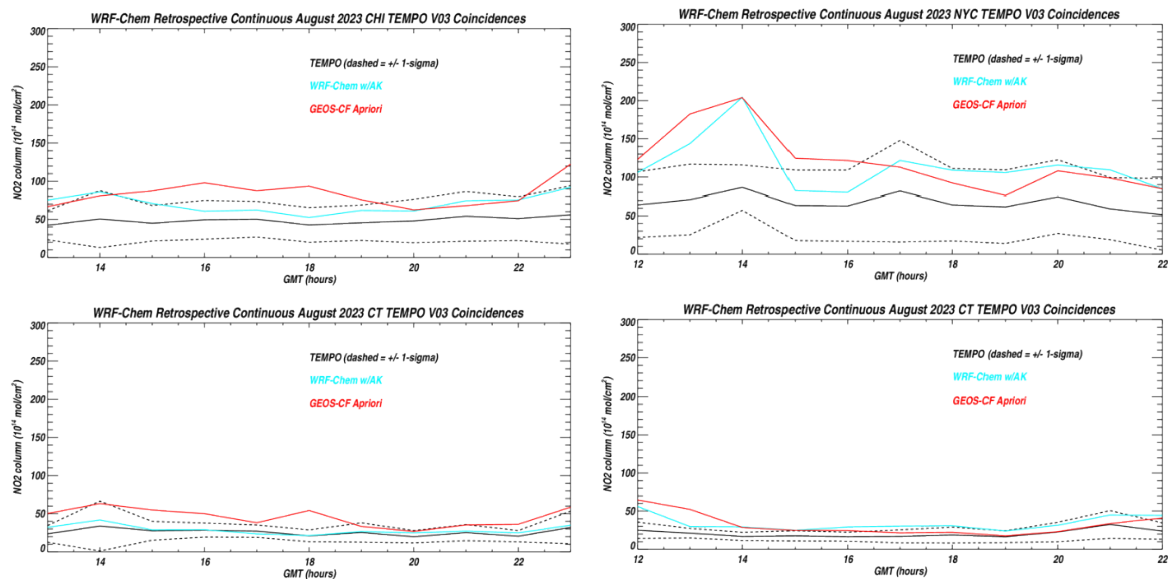 WRF-Chem Retrospective Continuous August 2023 CHI TEMPO V03 Coincidences
300
250
200
150
100
50
0
NO2 column (10¹⁴ mol/cm²)
TEMPO (dashed = +/- 1-sigma)
WRF-Chem w/AK
GEOS-CF Apriori
14 16 18 20 22
GMT (hours)
WRF-Chem Retrospective Continuous August 2023 NYC TEMPO V03 Coincidences
300
250
200
150
100
50
0
NO2 column (10¹⁴ mol/cm²)
TEMPO (dashed = +/- 1-sigma)
WRF-Chem w/AK
GEOS-CF Apriori
12 14 16 18 20 22
GMT (hours)
WRF-Chem Retrospective Continuous August 2023 CT TEMPO V03 Coincidences
300
250
200
150
100
50
0
NO2 column (10¹⁴ mol/cm²)
TEMPO (dashed = +/- 1-sigma)
WRF-Chem w/AK
GEOS-CF Apriori
14 16 18 20 22
GMT (hours)
WRF-Chem Retrospective Continuous August 2023 CT TEMPO V03 Coincidences
300
250
200
150
100
50
0
NO2 column (10¹⁴ mol/cm²)
TEMPO (dashed = +/- 1-sigma)
WRF-Chem w/AK
GEOS-CF Apriori
12 14 16 18 20 22
GMT (hours)